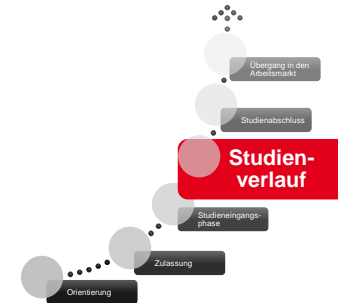 Übergang in den
Arbeitsmarkt
Studienabschluss
Studien-
verlauf
Studieneingangs-
phase
Zulassung
Orientierung